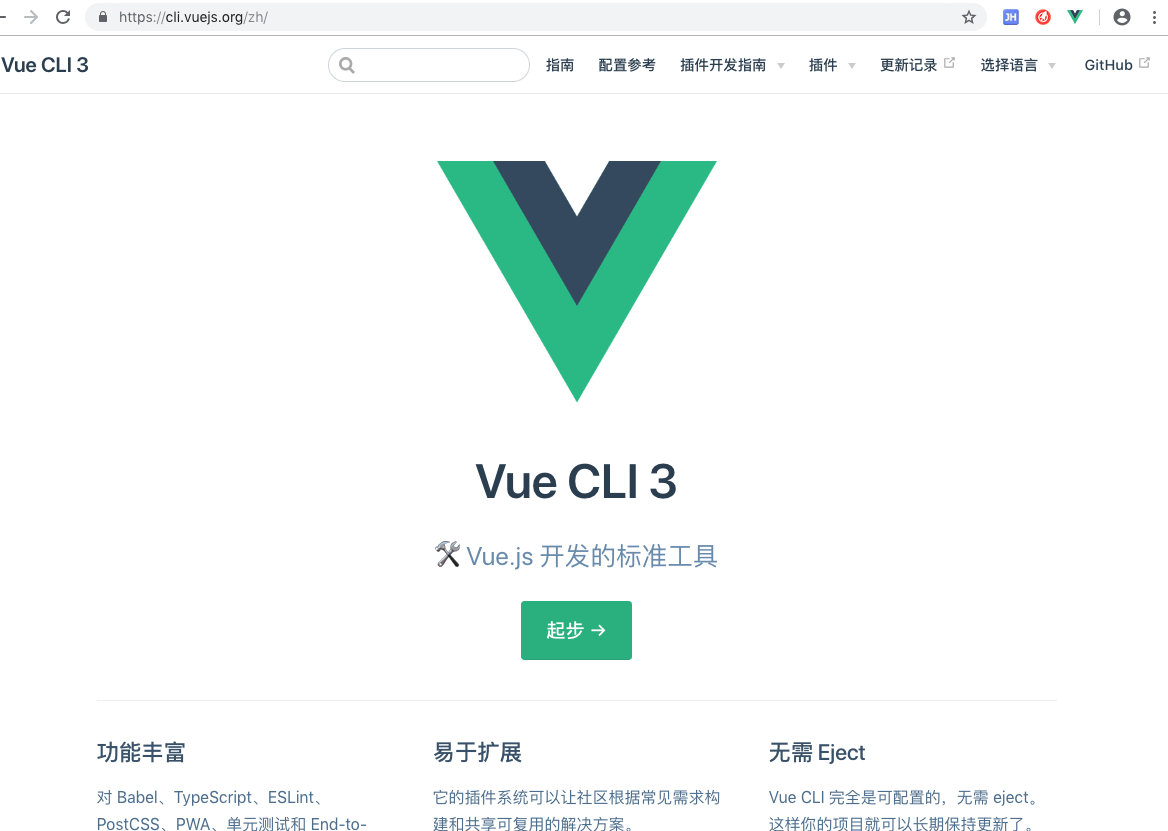 https://cli.vuejs.org/zh/
JH
Vue CLI 3
指南 配置参考 插件开发指南 插件 更新记录 选择语言 GitHub
Vue CLI 3
🛠️ Vue.js 开发的标准工具
起步 →
功能丰富
对 Babel、TypeScript、ESLint、
PostCSS、PWA、单元测试和 End-to-
易于扩展
它的插件系统可以让社区根据常见需求构
建和共享可复用的解决方案。
无需 Eject
Vue CLI 完全是可配置的，无需 eject。
这样你的项目就可以长期保持更新了。